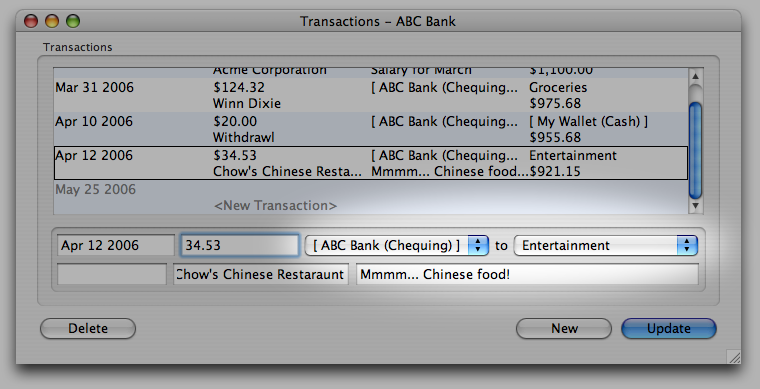 Transactions – ABC Bank
Transactions
Acme Corporation Salary for March $1,100.00
Mar 31 2006 $124.32 [ ABC Bank (Chequing... Groceries
Winn Dixie $975.68
Apr 10 2006 $20.00 [ ABC Bank (Chequing... [ My Wallet (Cash) ]
Withdrawl $955.68
Apr 12 2006 $34.53 [ ABC Bank (Chequing... Entertainment
Chow's Chinese Resta... Mmmm... Chinese food... $921.15
May 25 2006
<New Transaction>
Apr 12 2006 34.53 [ ABC Bank (Chequing) ] to Entertainment
Chow's Chinese Restaraunt Mmmm... Chinese food!
Delete New Update